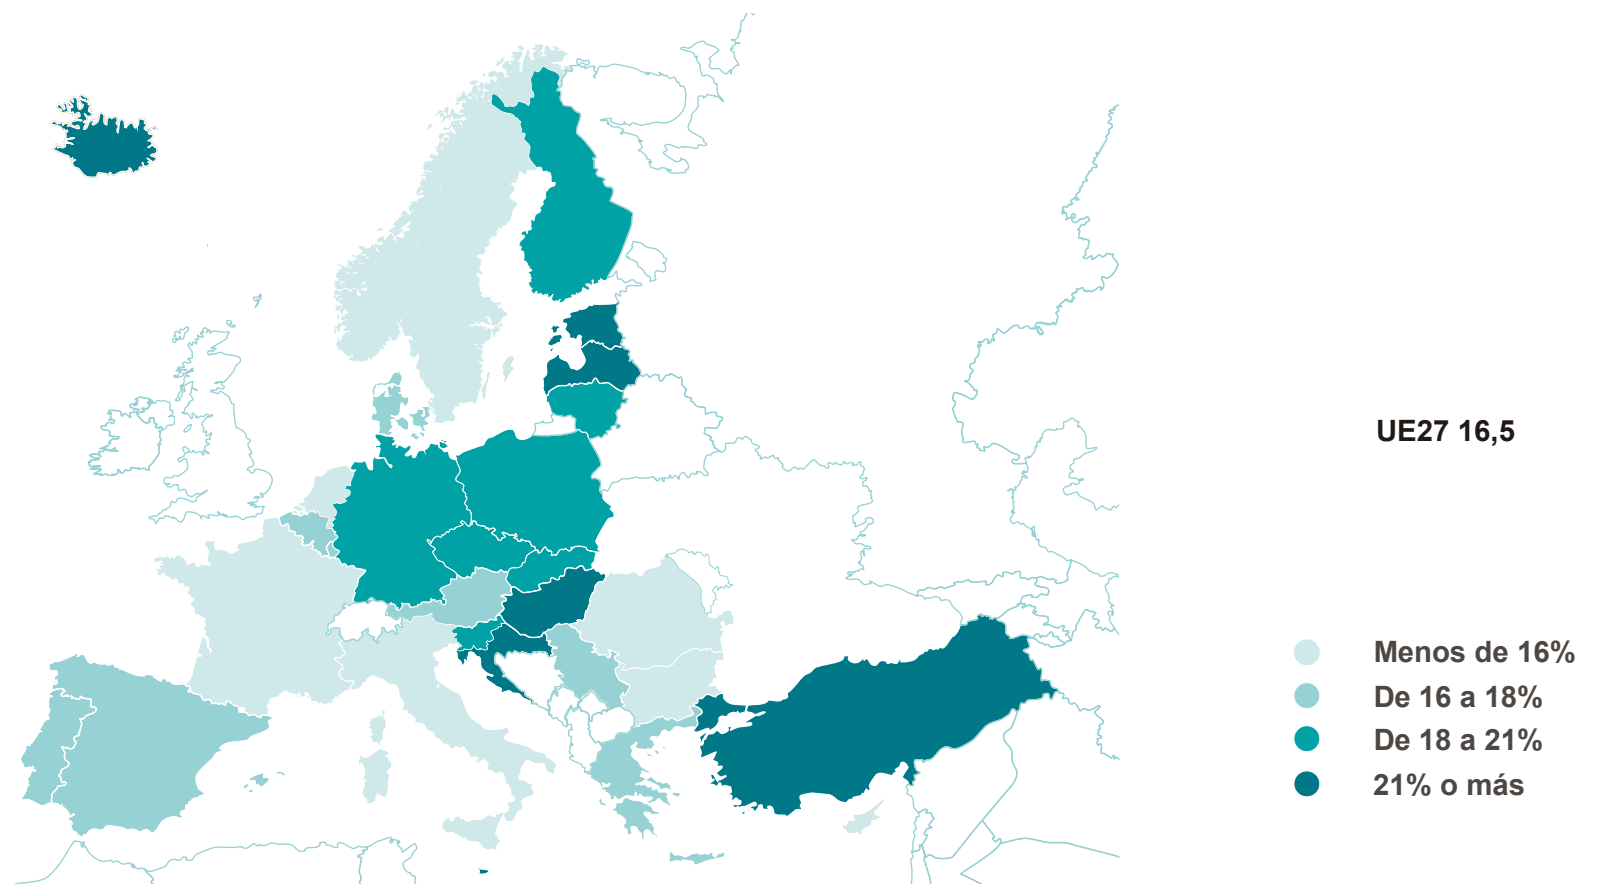 UE27 16,5
Menos de 16%
De 16 a 18%
De 18 a 21%
21% o más